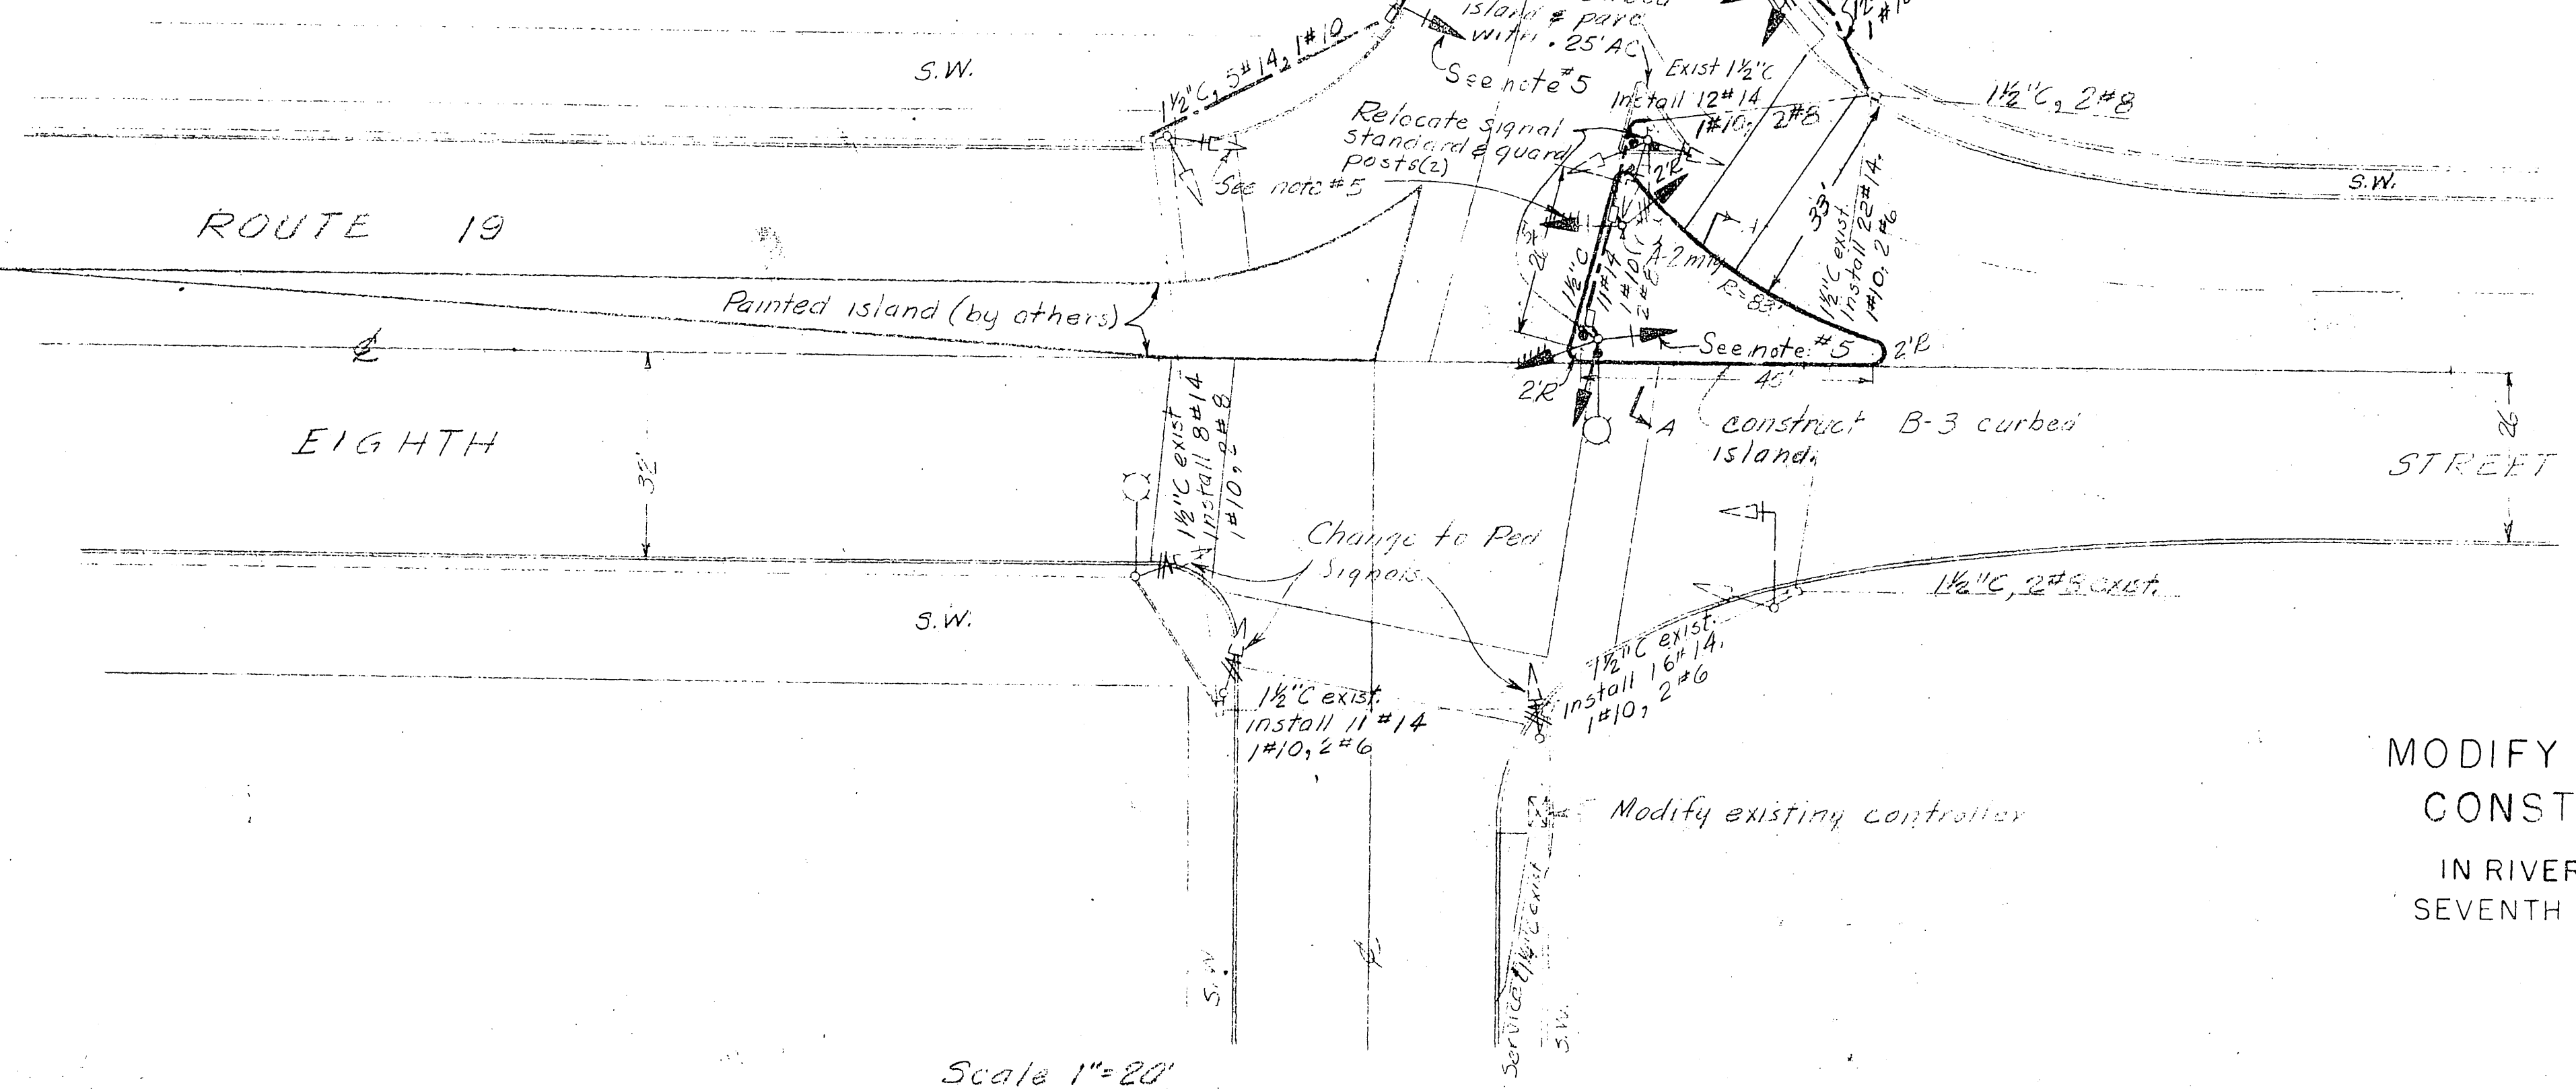 island & pave
with .25' AC
See note #5
S.W.
1½"C, 5#14, 1#10
Exist 1½"C
Install 12#14
1#10, 2#8
1½"C, 2#8
Relocate signal
standard & guard
posts(2)
See note #5
2'R
S.W.
ROUTE 19
33'
1½"C exist.
Install 22#14.
1#10, 2#6
1½"C
11#14
A-2 mty
R=83'
Painted island (by others)
See note #5
2'R
2'R
A
construct B-3 curbed
island.
26'
EIGHTH
STREET
32'
1½"C exist
Install 8#14
1#10, 2#8
Change to Ped
Signals
1½"C, 2#8 exist.
S.W.
1½"C exist.
install 16#14,
1#10, 2#6
1½"C exist.
install 11#14
1#10, 2#6
MODIFY
CONST
Modify existing controller
IN RIVER
SEVENTH
S.W.
Service 1½"C exist
S.W.
Scale 1"=20'